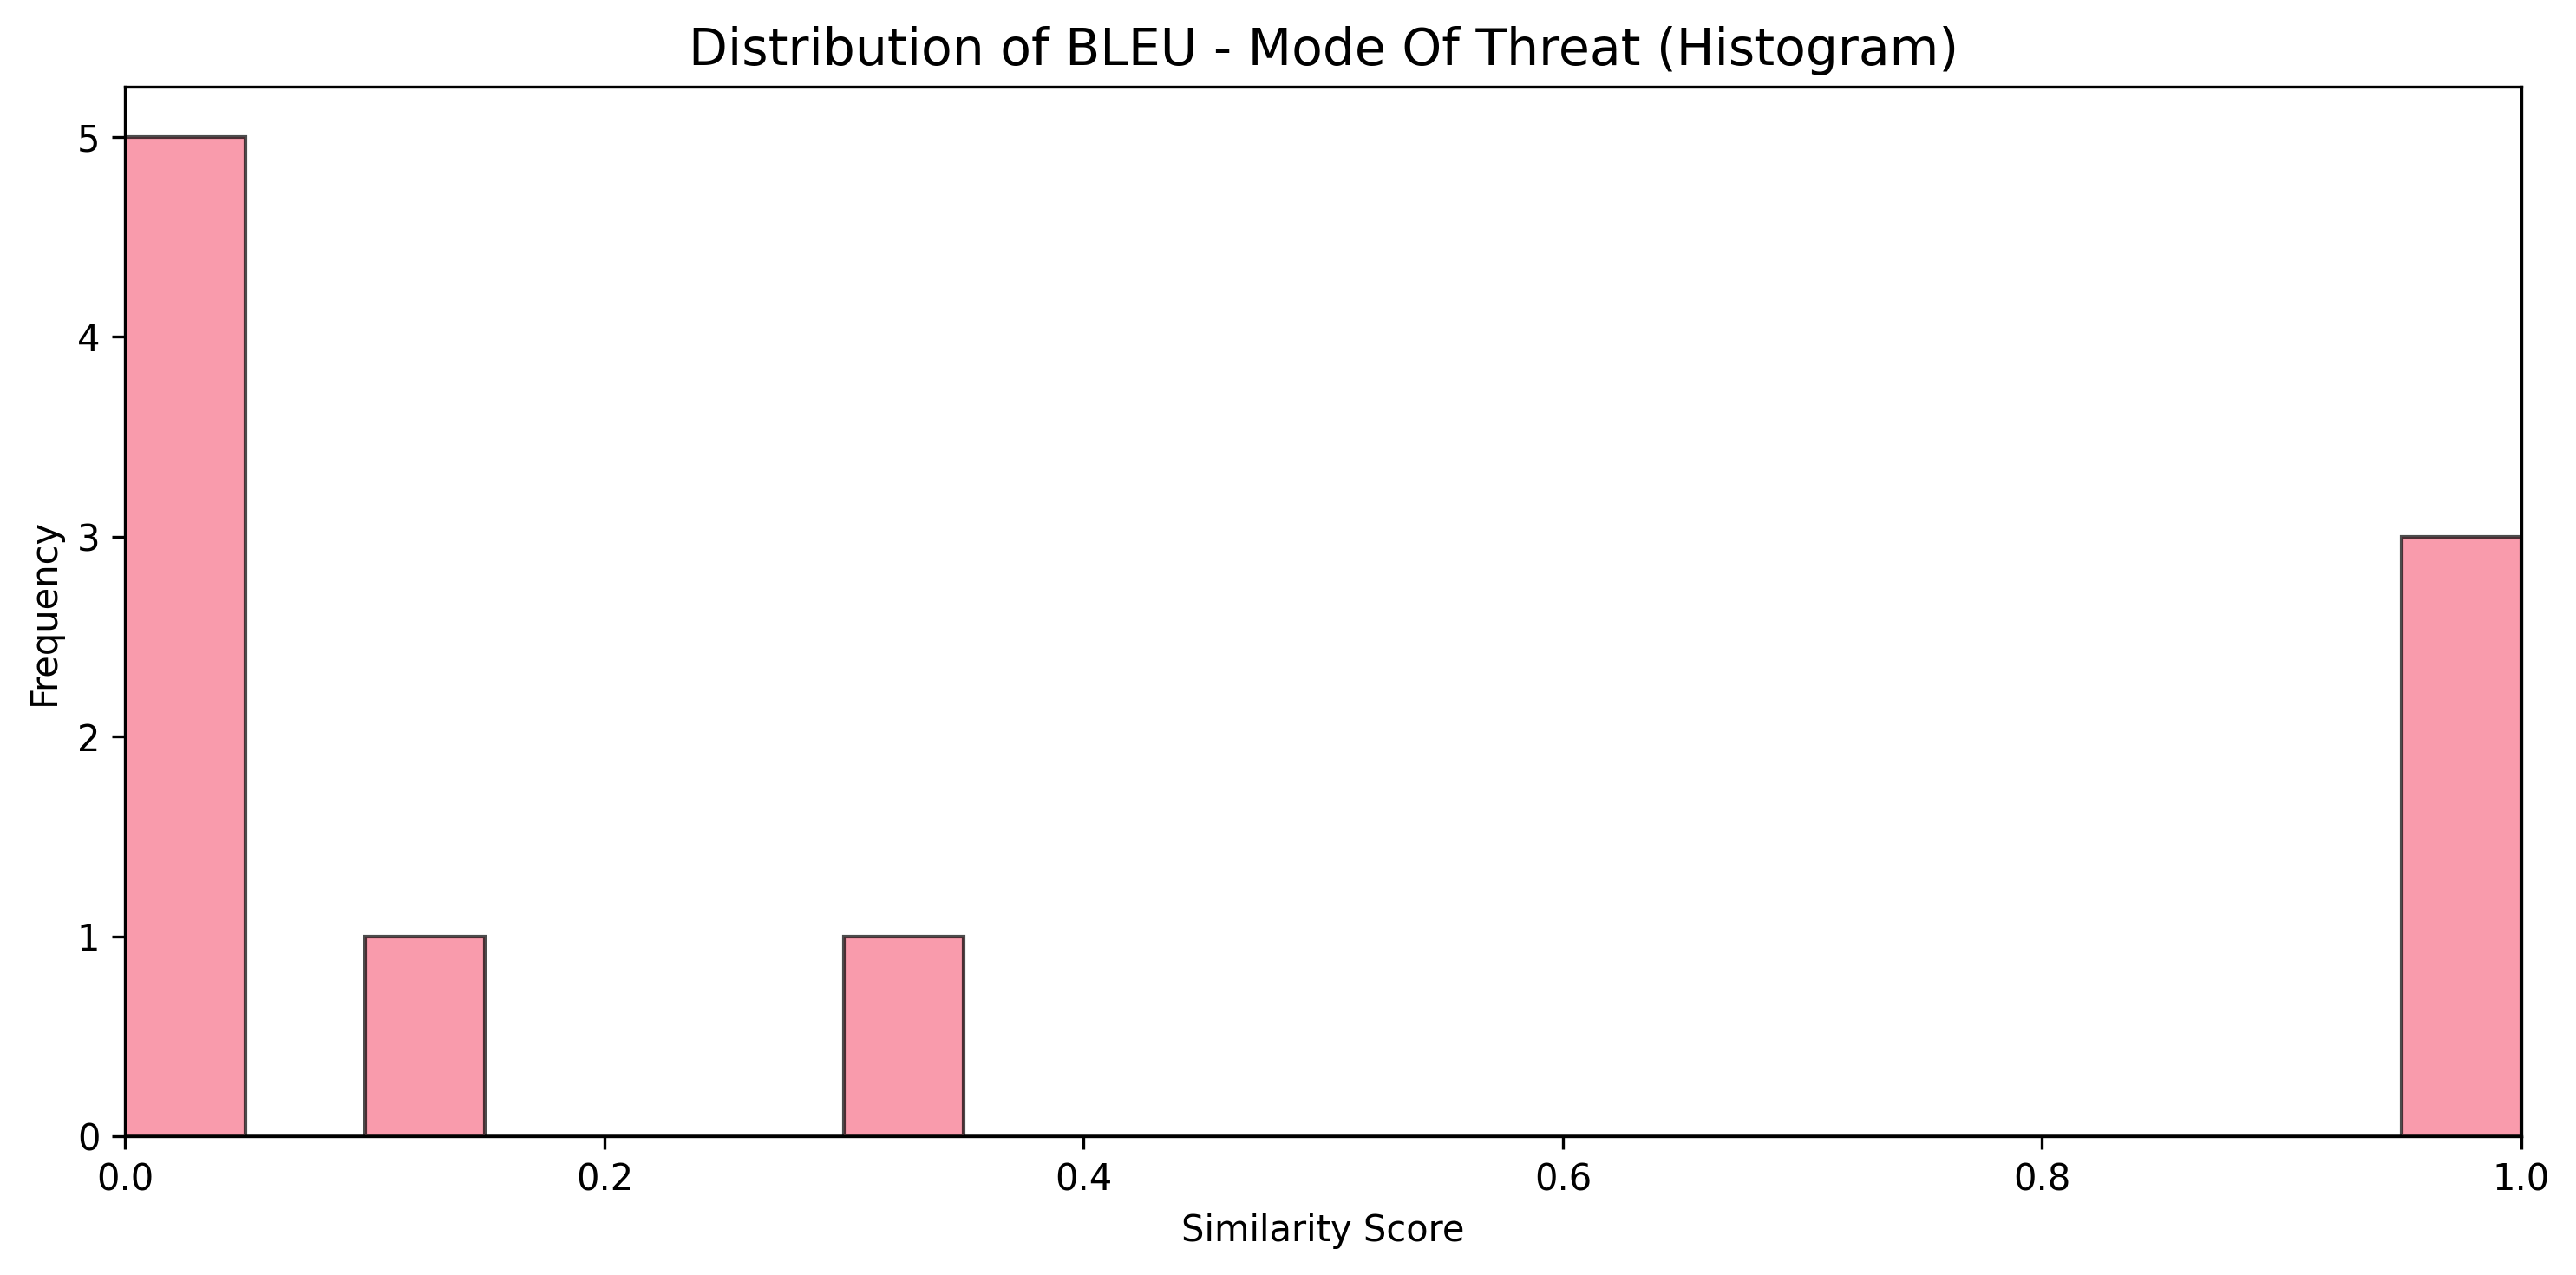 Distribution of BLEU - Mode Of Threat (Histogram)
Frequency
5
4
3
2
1
0
0.0 0.2 0.4 0.6 0.8 1.0
Similarity Score